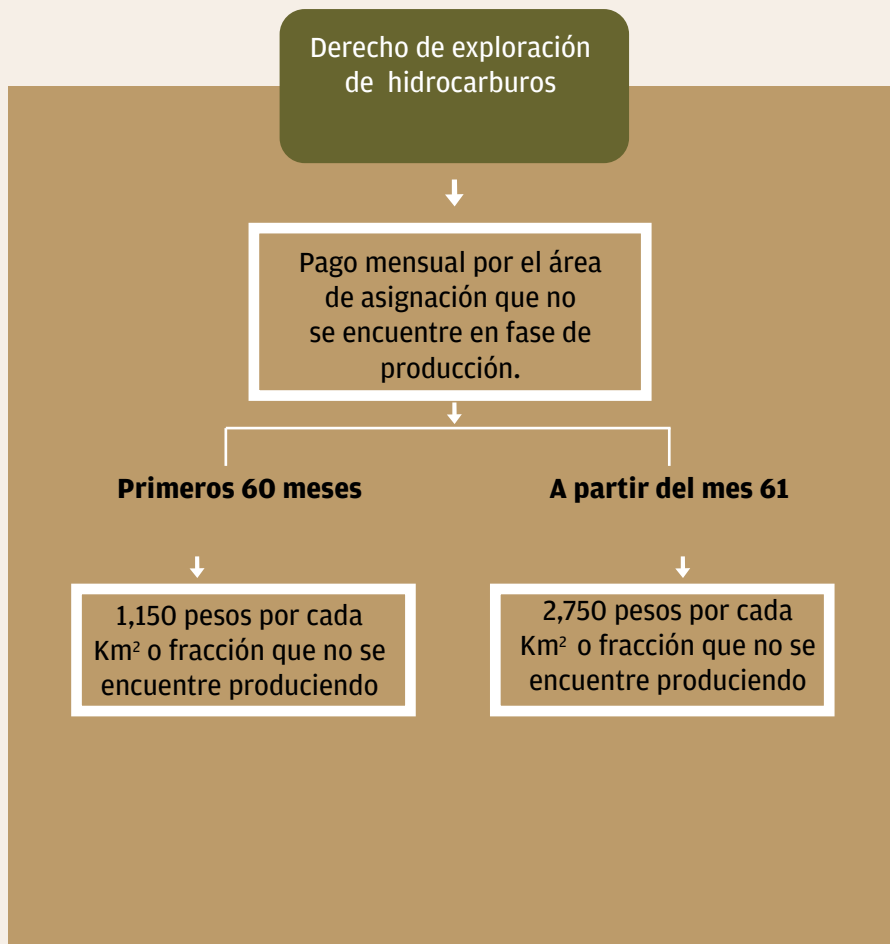 Derecho de exploración
de hidrocarburos
Pago mensual por el área
de asignación que no
se encuentre en fase de
producción.
Primeros 60 meses
A partir del mes 61
1,150 pesos por cada
Km² o fracción que no se
encuentre produciendo
2,750 pesos por cada
Km² o fracción que no se
encuentre produciendo